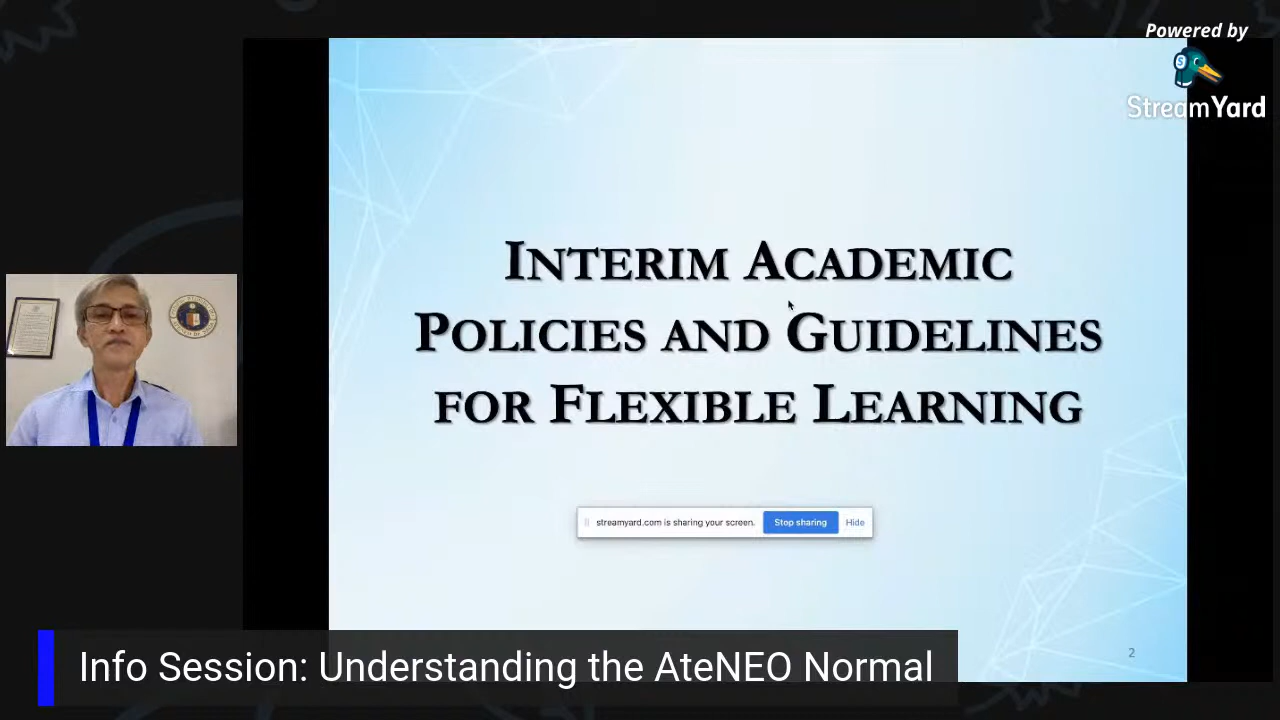 Powered by
StreamYard
INTERIM ACADEMIC
POLICIES AND GUIDELINES
FOR FLEXIBLE LEARNING
streamyard.com is sharing your screen.
Stop sharing
Hide
2
Info Session: Understanding the AteNEO Normal